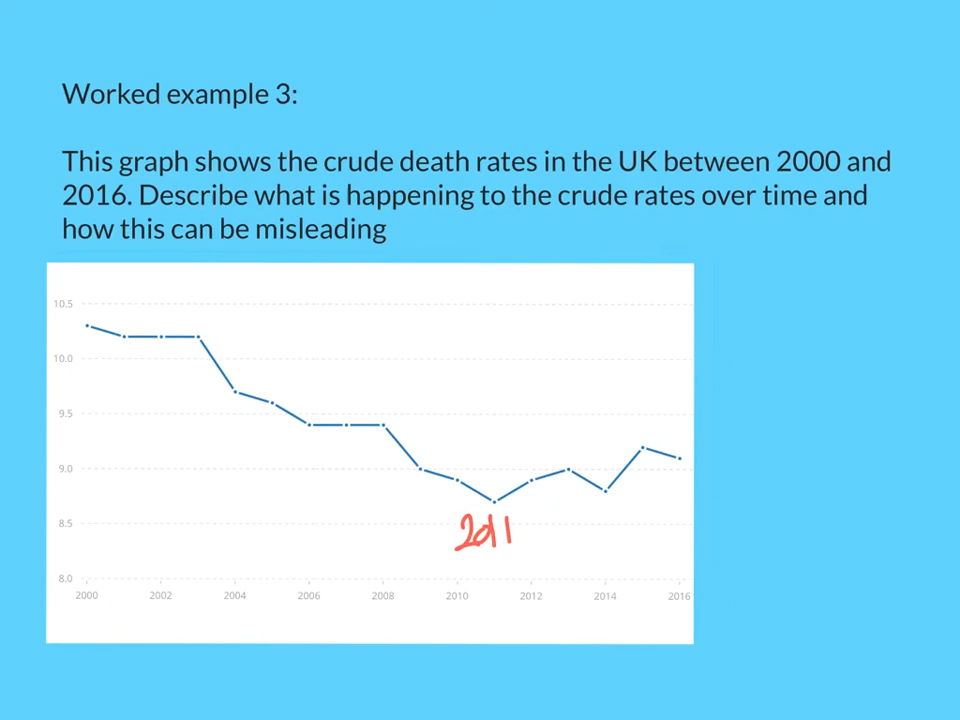 Worked example 3:
This graph shows the crude death rates in the UK between 2000 and
2016. Describe what is happening to the crude rates over time and
how this can be misleading
10.5
10.0
9.5
9.0
8.5
8.0
2011
2000 2002 2004 2006 2008 2010 2012 2014 2016